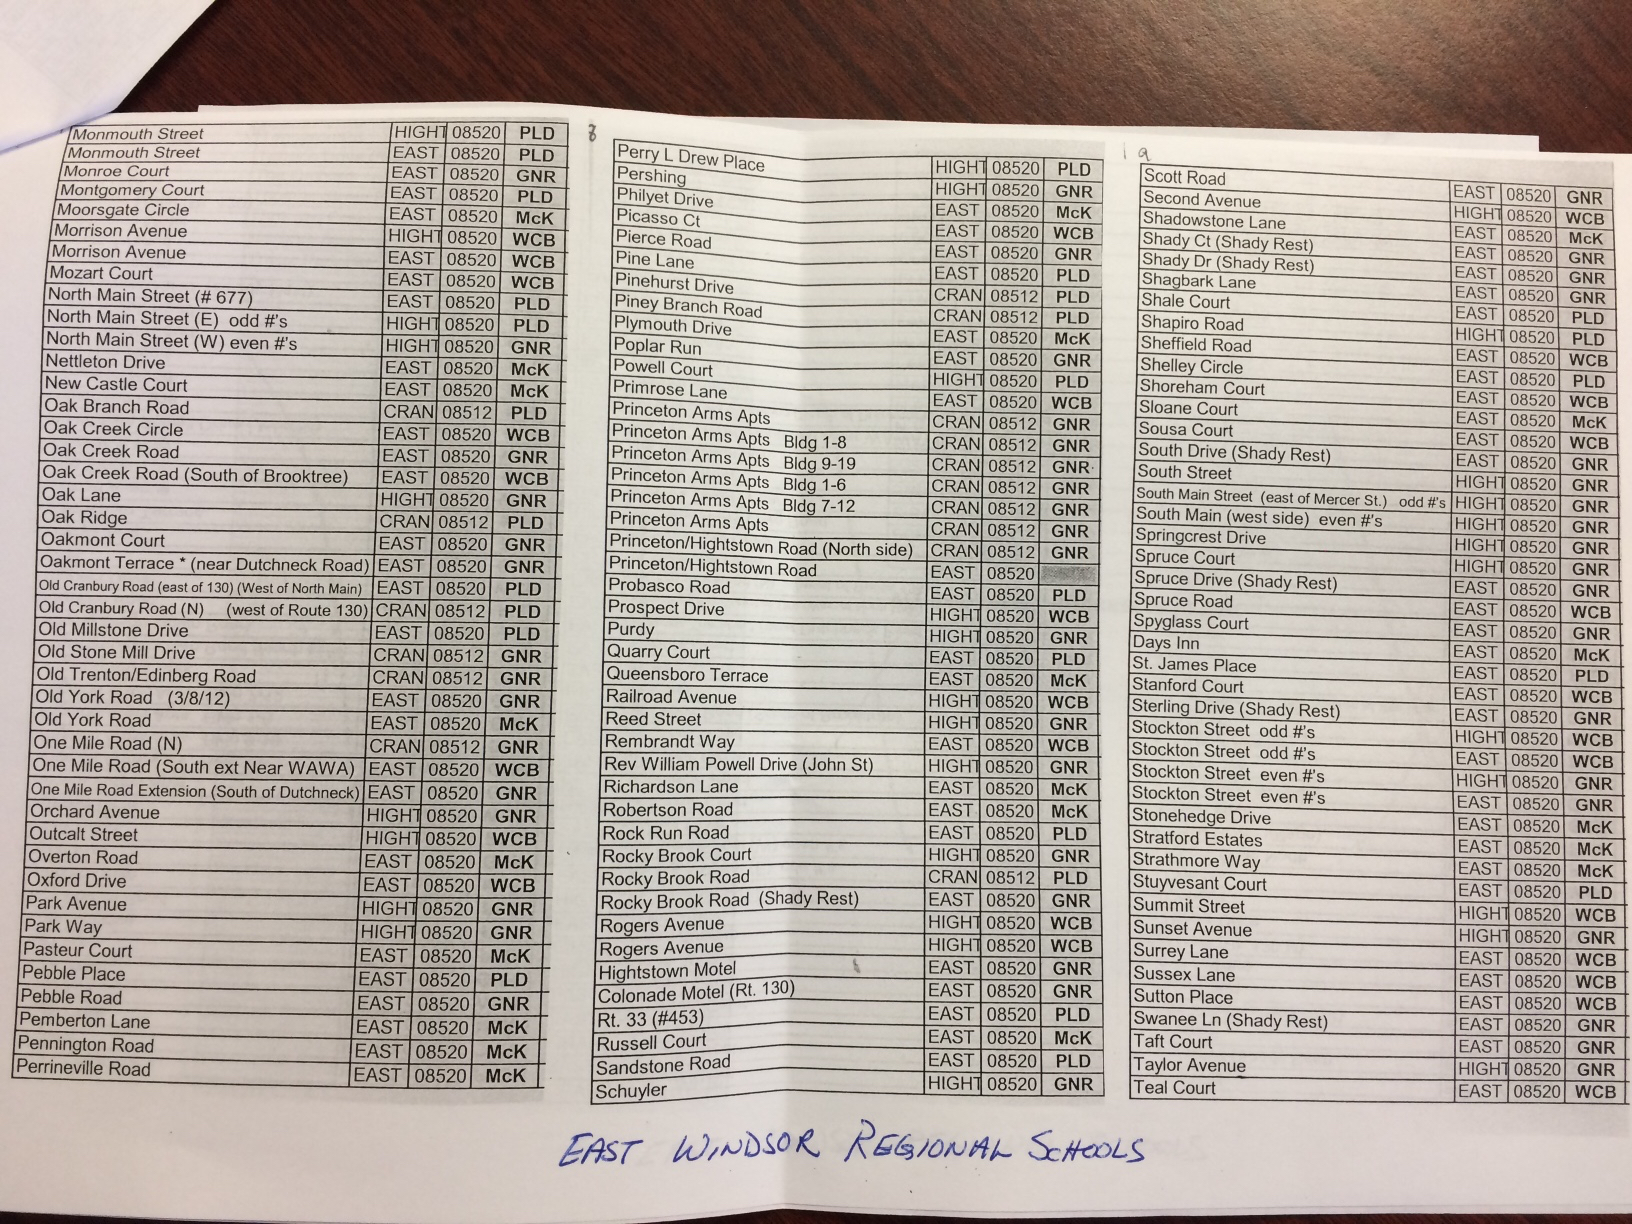 Monmouth Street HIGHT 08520 PLD
Monmouth Street EAST 08520 PLD
Monroe Court EAST 08520 GNR
Montgomery Court EAST 08520 PLD
Moorsgate Circle EAST 08520 McK
Morrison Avenue HIGHT 08520 WCB
Morrison Avenue EAST 08520 WCB
Mozart Court EAST 08520 WCB
North Main Street (# 677) EAST 08520 PLD
North Main Street (E) odd #'s HIGHT 08520 PLD
North Main Street (W) even #'s HIGHT 08520 GNR
Nettleton Drive EAST 08520 McK
New Castle Court EAST 08520 McK
Oak Branch Road CRAN 08512 PLD
Oak Creek Circle EAST 08520 WCB
Oak Creek Road EAST 08520 GNR
Oak Creek Road (South of Brooktree) EAST 08520 WCB
Oak Lane HIGHT 08520 GNR
Oak Ridge CRAN 08512 PLD
Oakmont Court EAST 08520 GNR
Oakmont Terrace * (near Dutchneck Road) EAST 08520 GNR
Old Cranbury Road (east of 130) (West of North Main) EAST 08520 PLD
Old Cranbury Road (N) (west of Route 130) CRAN 08512 PLD
Old Millstone Drive EAST 08520 PLD
Old Stone Mill Drive CRAN 08512 GNR
Old Trenton/Edinberg Road CRAN 08512 GNR
Old York Road (3/8/12) EAST 08520 GNR
Old York Road EAST 08520 McK
One Mile Road (N) CRAN 08512 GNR
One Mile Road (South ext Near WAWA) EAST 08520 WCB
One Mile Road Extension (South of Dutchneck) EAST 08520 GNR
Orchard Avenue HIGHT 08520 GNR
Outcalt Street HIGHT 08520 WCB
Overton Road EAST 08520 McK
Oxford Drive EAST 08520 WCB
Park Avenue HIGHT 08520 GNR
Park Way HIGHT 08520 GNR
Pasteur Court EAST 08520 McK
Pebble Place EAST 08520 PLD
Pebble Road EAST 08520 GNR
Pemberton Lane EAST 08520 McK
Pennington Road EAST 08520 McK
Perrineville Road EAST 08520 McK
8
Perry L Drew Place HIGHT 08520 PLD
Pershing HIGHT 08520 GNR
Philyet Drive EAST 08520 McK
Picasso Ct EAST 08520 WCB
Pierce Road EAST 08520 GNR
Pine Lane EAST 08520 PLD
Pinehurst Drive CRAN 08512 PLD
Piney Branch Road CRAN 08512 PLD
Plymouth Drive EAST 08520 McK
Poplar Run EAST 08520 GNR
Powell Court HIGHT 08520 PLD
Primrose Lane EAST 08520 WCB
Princeton Arms Apts CRAN 08512 GNR
Princeton Arms Apts Bldg 1-8 CRAN 08512 GNR
Princeton Arms Apts Bldg 9-19 CRAN 08512 GNR
Princeton Arms Apts Bldg 1-6 CRAN 08512 GNR
Princeton Arms Apts Bldg 7-12 CRAN 08512 GNR
Princeton Arms Apts CRAN 08512 GNR
Princeton/Hightstown Road (North side) CRAN 08512 GNR
Princeton/Hightstown Road EAST 08520
Probasco Road EAST 08520 PLD
Prospect Drive HIGHT 08520 WCB
Purdy HIGHT 08520 GNR
Quarry Court EAST 08520 PLD
Queensboro Terrace EAST 08520 McK
Railroad Avenue HIGHT 08520 WCB
Reed Street HIGHT 08520 GNR
Rembrandt Way EAST 08520 WCB
Rev William Powell Drive (John St) HIGHT 08520 GNR
Richardson Lane EAST 08520 McK
Robertson Road EAST 08520 McK
Rock Run Road EAST 08520 PLD
Rocky Brook Court HIGHT 08520 GNR
Rocky Brook Road CRAN 08512 PLD
Rocky Brook Road (Shady Rest) EAST 08520 GNR
Rogers Avenue HIGHT 08520 WCB
Rogers Avenue HIGHT 08520 WCB
Hightstown Motel EAST 08520 GNR
Colonade Motel (Rt. 130) EAST 08520 GNR
Rt. 33 (#453) EAST 08520 PLD
Russell Court EAST 08520 McK
Sandstone Road EAST 08520 PLD
Schuyler HIGHT 08520 GNR
9
Scott Road EAST 08520 GNR
Second Avenue HIGHT 08520 WCB
Shadowstone Lane EAST 08520 McK
Shady Ct (Shady Rest) EAST 08520 GNR
Shady Dr (Shady Rest) EAST 08520 GNR
Shagbark Lane EAST 08520 GNR
Shale Court EAST 08520 PLD
Shapiro Road HIGHT 08520 PLD
Sheffield Road EAST 08520 WCB
Shelley Circle EAST 08520 PLD
Shoreham Court EAST 08520 WCB
Sloane Court EAST 08520 McK
Sousa Court EAST 08520 WCB
South Drive (Shady Rest) EAST 08520 GNR
South Street HIGHT 08520 GNR
South Main Street (east of Mercer St.) odd #'s HIGHT 08520 GNR
South Main (west side) even #'s HIGHT 08520 GNR
Springcrest Drive HIGHT 08520 GNR
Spruce Court HIGHT 08520 GNR
Spruce Drive (Shady Rest) EAST 08520 GNR
Spruce Road EAST 08520 WCB
Spyglass Court EAST 08520 GNR
Days Inn EAST 08520 McK
St. James Place EAST 08520 PLD
Stanford Court EAST 08520 WCB
Sterling Drive (Shady Rest) EAST 08520 GNR
Stockton Street odd #'s HIGHT 08520 WCB
Stockton Street odd #'s EAST 08520 WCB
Stockton Street even #'s HIGHT 08520 GNR
Stockton Street even #'s EAST 08520 GNR
Stonehedge Drive EAST 08520 McK
Stratford Estates EAST 08520 McK
Strathmore Way EAST 08520 McK
Stuyvesant Court EAST 08520 PLD
Summit Street HIGHT 08520 WCB
Sunset Avenue HIGHT 08520 GNR
Surrey Lane EAST 08520 WCB
Sussex Lane EAST 08520 WCB
Sutton Place EAST 08520 WCB
Swanee Ln (Shady Rest) EAST 08520 GNR
Taft Court EAST 08520 GNR
Taylor Avenue HIGHT 08520 GNR
Teal Court EAST 08520 WCB
EAST WINDSOR REGIONAL SCHOOLS